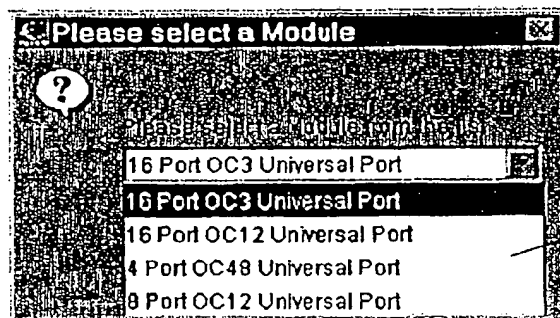 Please select a Module
?
Please select a Module from the list
16 Port OC3 Universal Port
16 Port OC3 Universal Port
16 Port OC12 Universal Port
4 Port OC48 Universal Port
8 Port OC12 Universal Port